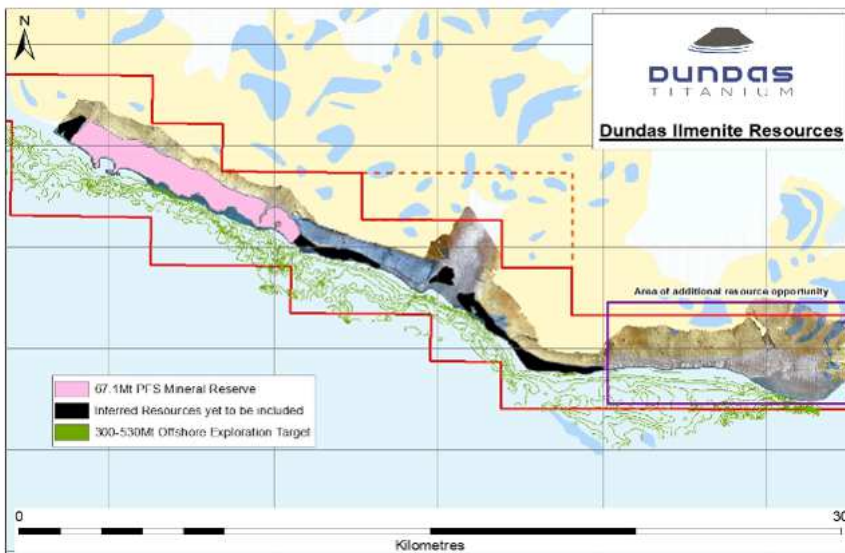 N
DUNDAS
TITANIUM
Dundas Ilmenite Resources
Area of additional resource opportunity
67.1Mt PFS Mineral Reserve
Inferred Resources yet to be included
300-530Mt Offshore Exploration Target
0
30
Kilometres